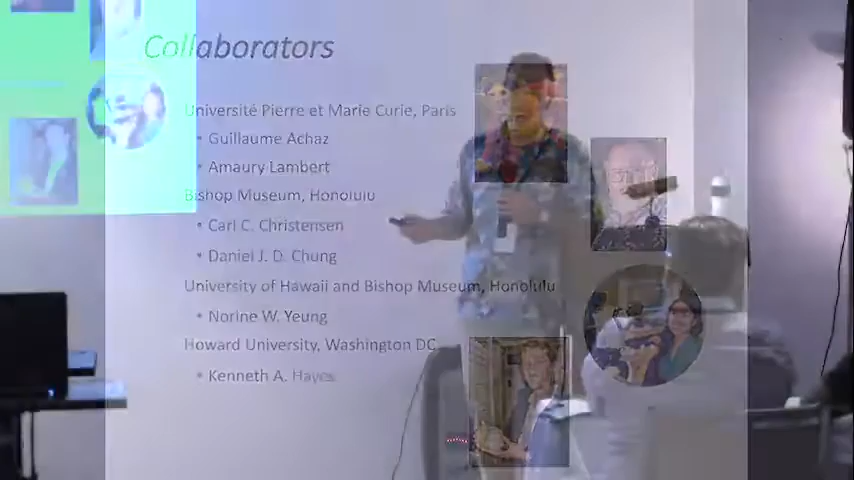 Collaborators
Université Pierre et Marie Curie, Paris
• Guillaume Achaz
• Amaury Lambert
Bishop Museum, Honolulu
• Carl C. Christensen
• Daniel J. D. Chung
University of Hawaii and Bishop Museum, Honolulu
• Norine W. Yeung
Howard University, Washington DC
• Kenneth A. Hayes